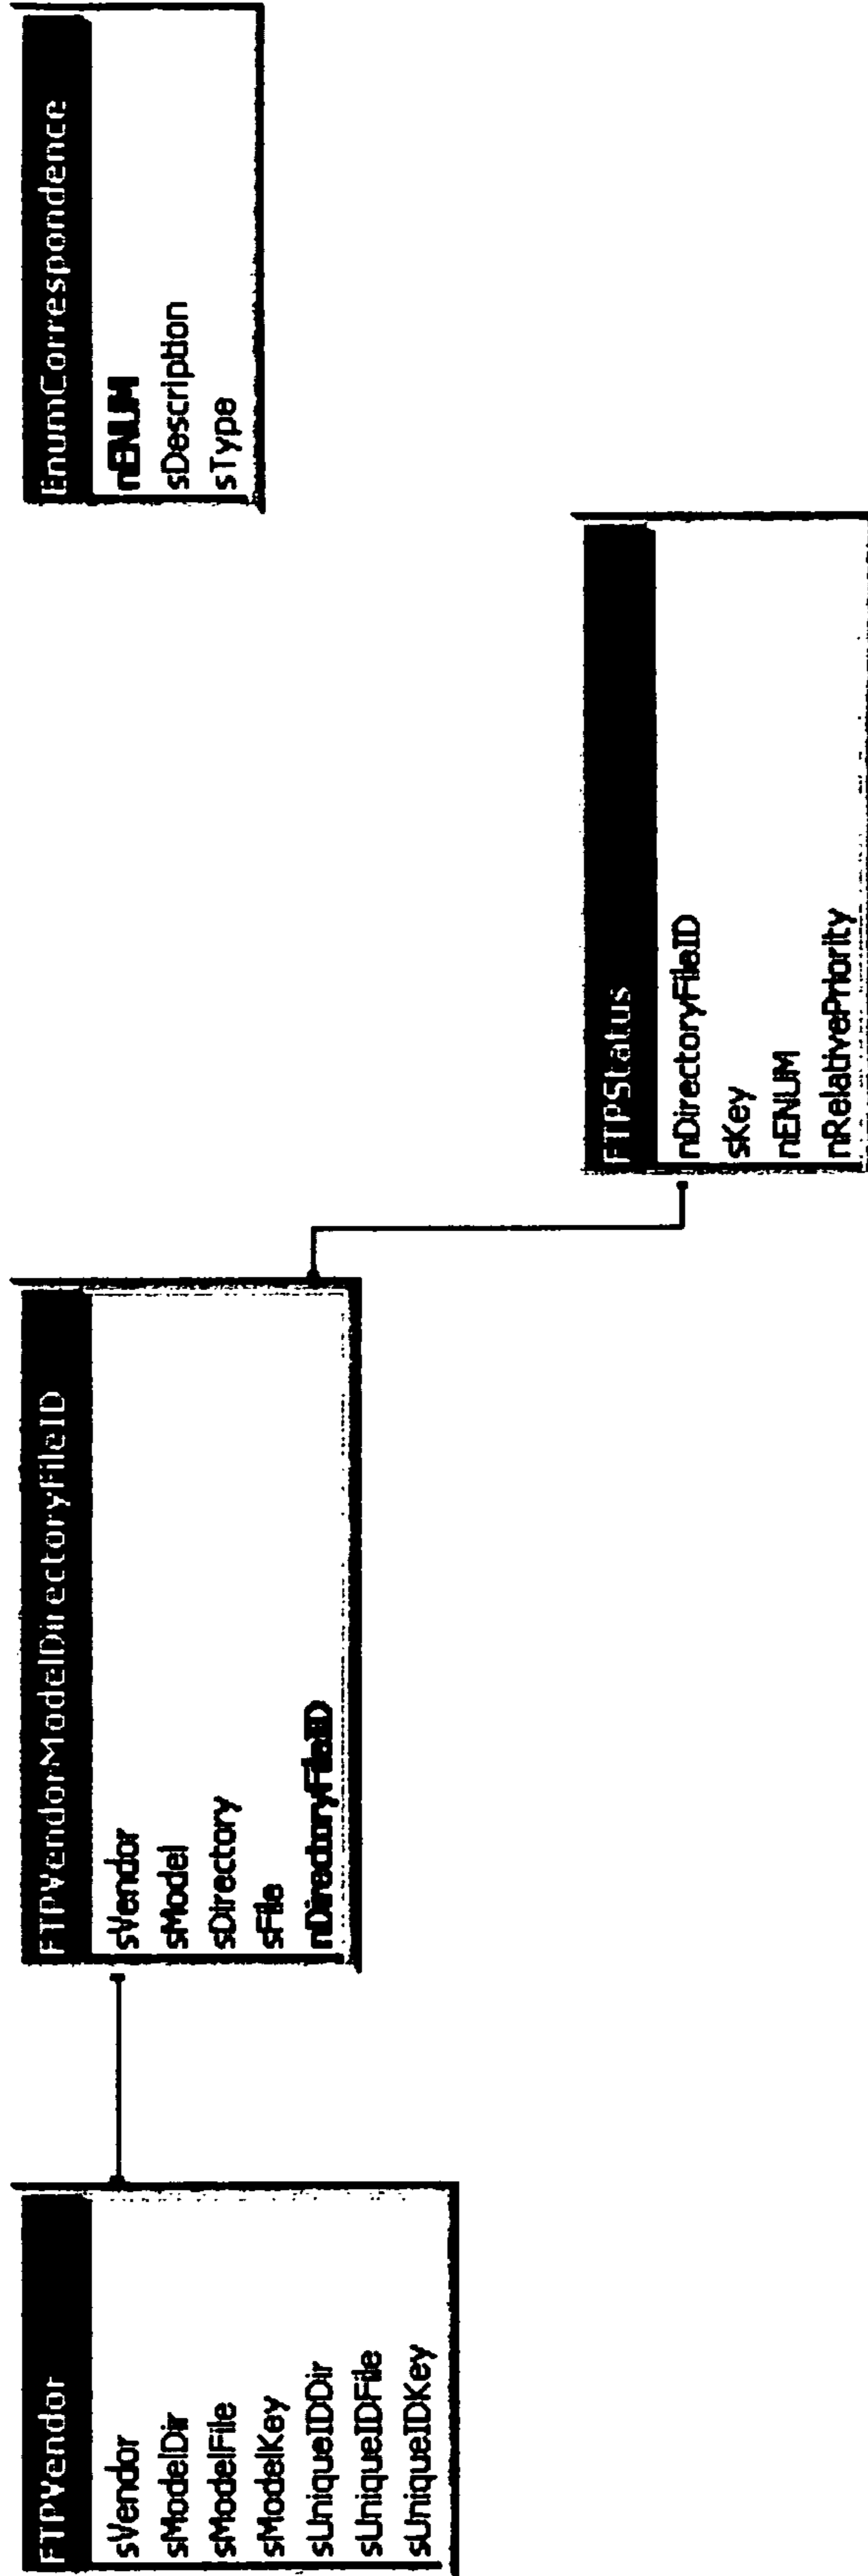 FTPVendor
sVendor
sModelDir
sModelFile
sModelKey
sUniqueIDDir
sUniqueIDFile
sUniqueIDKey
FTPVendorModelDirectoryFileID
sVendor
sModel
sDirectory
sFile
nDirectoryFileID
FTPStatus
nDirectoryFileID
sKey
nENUM
nRelativePriority
EnumCorrespondence
nENUM
sDescription
sType